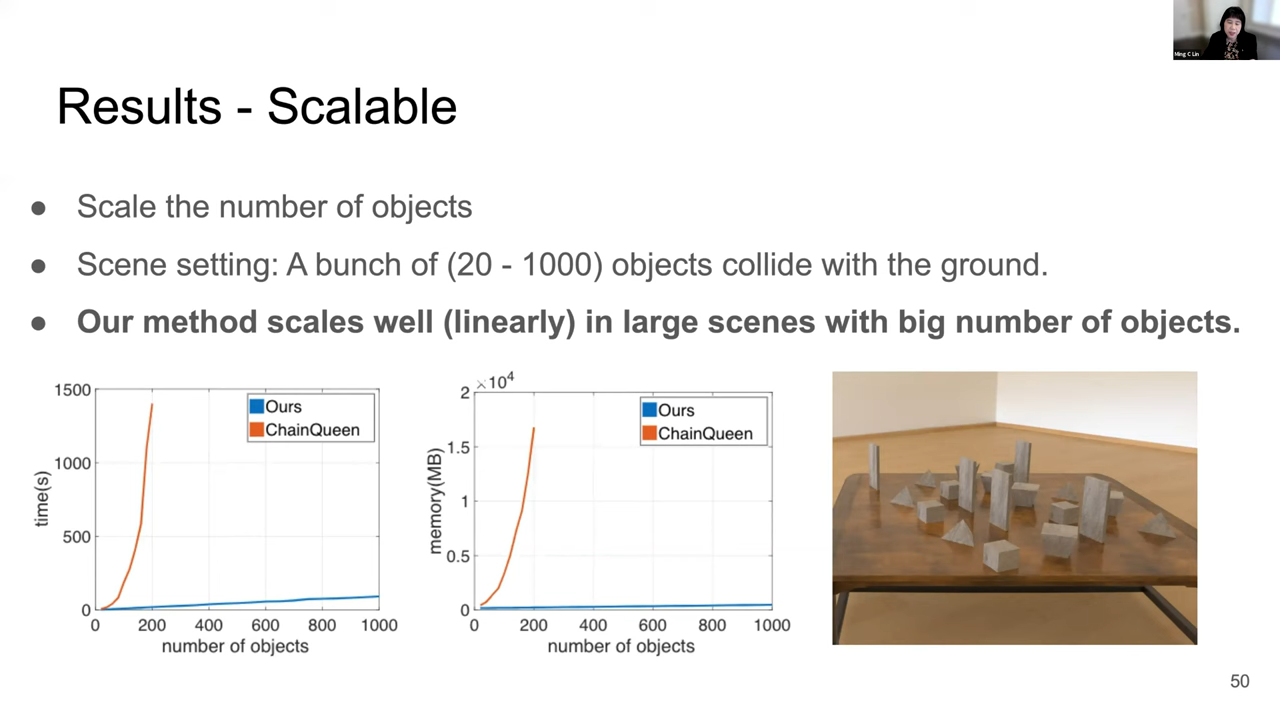 Ming C Lin
Results - Scalable
● Scale the number of objects
● Scene setting: A bunch of (20 - 1000) objects collide with the ground.
● Our method scales well (linearly) in large scenes with big number of objects.
1500
1000
500
0
time(s)
0 200 400 600 800 1000
number of objects
Ours
ChainQueen
×10⁴
2
1.5
1
0.5
0
memory(MB)
0 200 400 600 800 1000
number of objects
Ours
ChainQueen
50